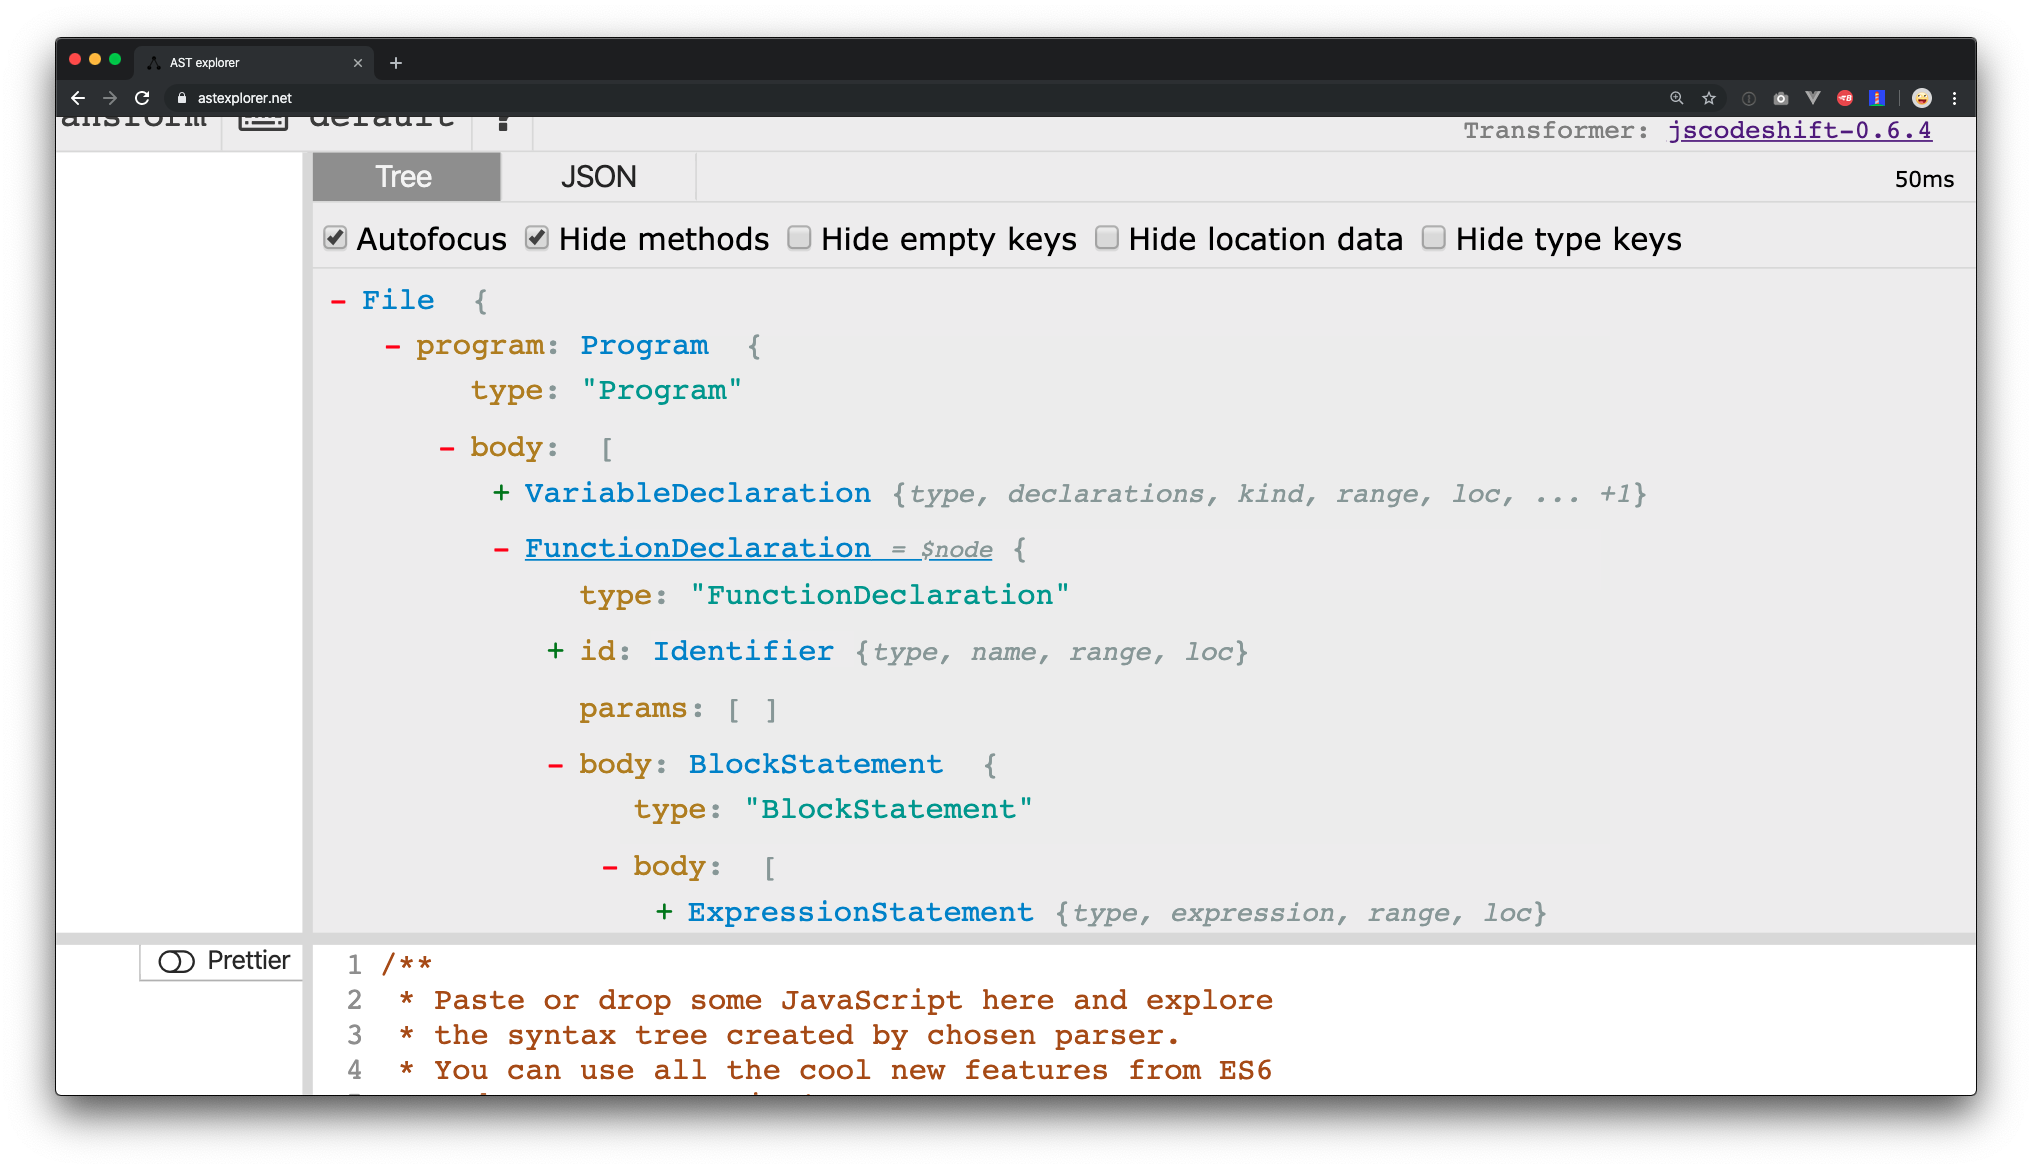 AST explorer
astexplorer.net
ansform default ?
Transformer: jscodeshift-0.6.4
Tree JSON 50ms
Autofocus Hide methods Hide empty keys Hide location data Hide type keys
- File {
- program: Program {
type: "Program"
- body: [
+ VariableDeclaration {type, declarations, kind, range, loc, ... +1}
- FunctionDeclaration = $node {
type: "FunctionDeclaration"
+ id: Identifier {type, name, range, loc}
params: [ ]
- body: BlockStatement {
type: "BlockStatement"
- body: [
+ ExpressionStatement {type, expression, range, loc}
Prettier
1 /**
2 * Paste or drop some JavaScript here and explore
3 * the syntax tree created by chosen parser.
4 * You can use all the cool new features from ES6